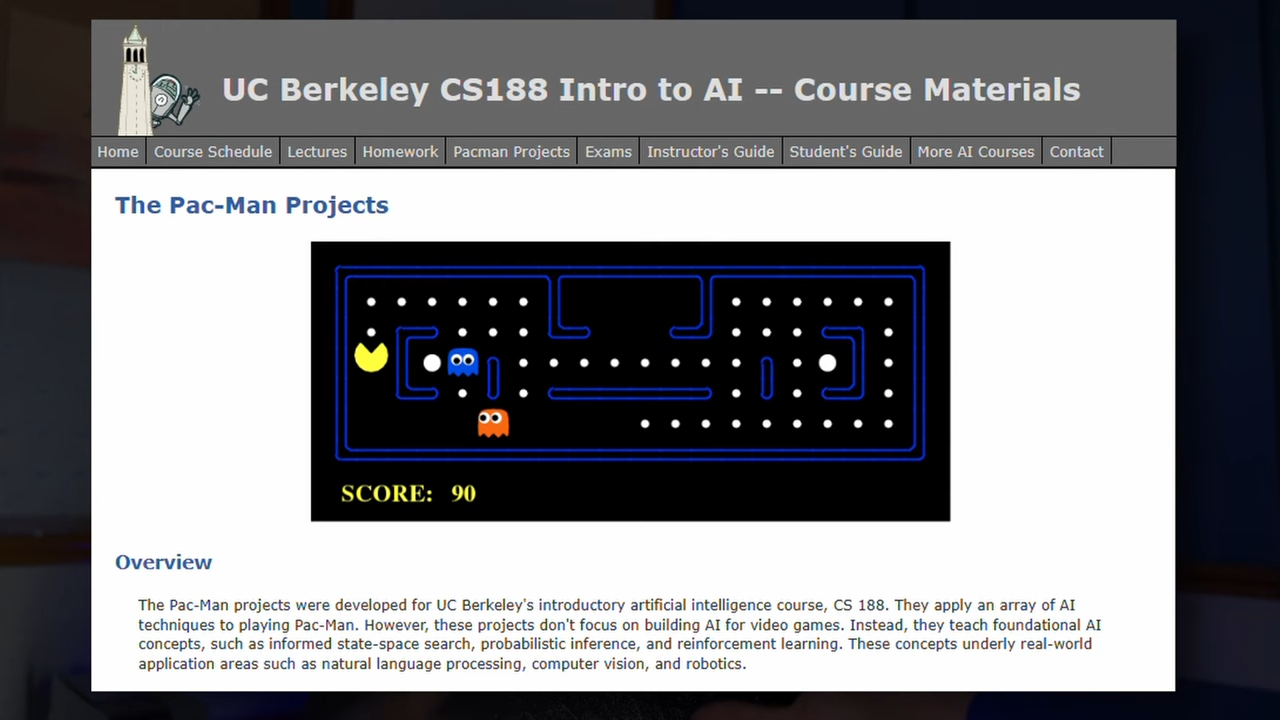 UC Berkeley CS188 Intro to AI -- Course Materials
Home Course Schedule Lectures Homework Pacman Projects Exams Instructor's Guide Student's Guide More AI Courses Contact
The Pac-Man Projects
SCORE: 90
Overview
The Pac-Man projects were developed for UC Berkeley's introductory artificial intelligence course, CS 188. They apply an array of AI
techniques to playing Pac-Man. However, these projects don't focus on building AI for video games. Instead, they teach foundational AI
concepts, such as informed state-space search, probabilistic inference, and reinforcement learning. These concepts underly real-world
application areas such as natural language processing, computer vision, and robotics.